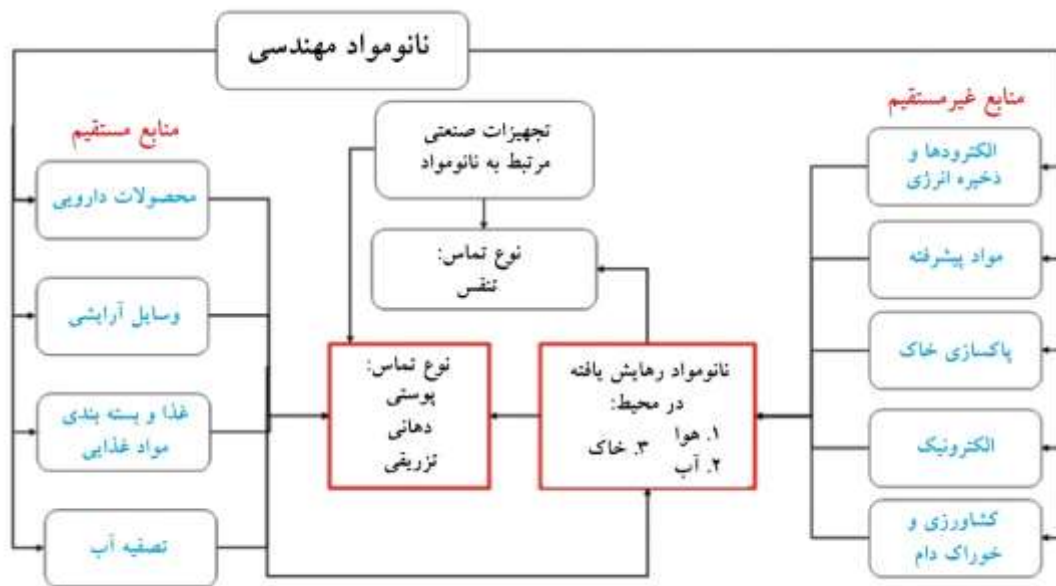 نانومواد مهندسی
منابع غیرمستقیم
الکترودها و
ذخیره انرژی
مواد پیشرفته
پاکسازی خاک
الکترونیک
کشاورزی و
خوراک دام
تجهیزات صنعتی
مرتبط به نانومواد
نوع تماس:
تنفس
نانومواد رهایش یافته
در محیط:
۱. هوا
۲. آب
۳. خاک
نوع تماس:
پوستی
دهانی
تزریقی
منابع مستقیم
محصولات دارویی
وسایل آرایشی
غذا و بسته بندی
مواد غذایی
تصفیه آب